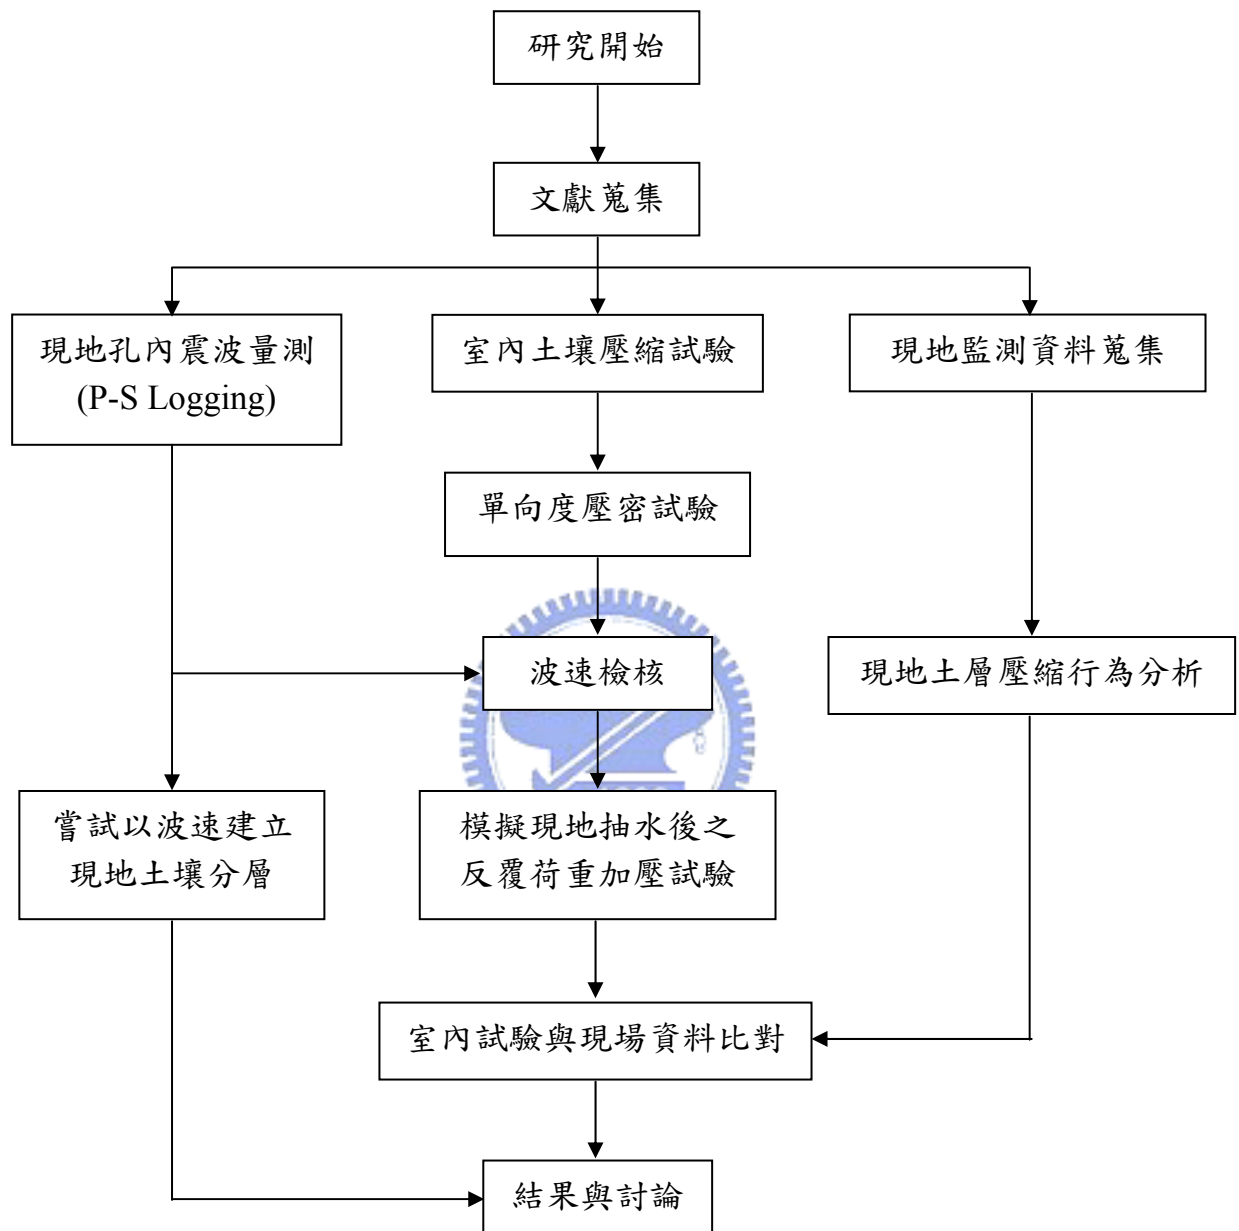 研究開始
文獻蒐集
現地孔內震波量測
(P-S Logging)
室內土壤壓縮試驗
現地監測資料蒐集
單向度壓密試驗
波速檢核
現地土層壓縮行為分析
嘗試以波速建立
現地土壤分層
模擬現地抽水後之
反覆荷重加壓試驗
室內試驗與現場資料比對
結果與討論